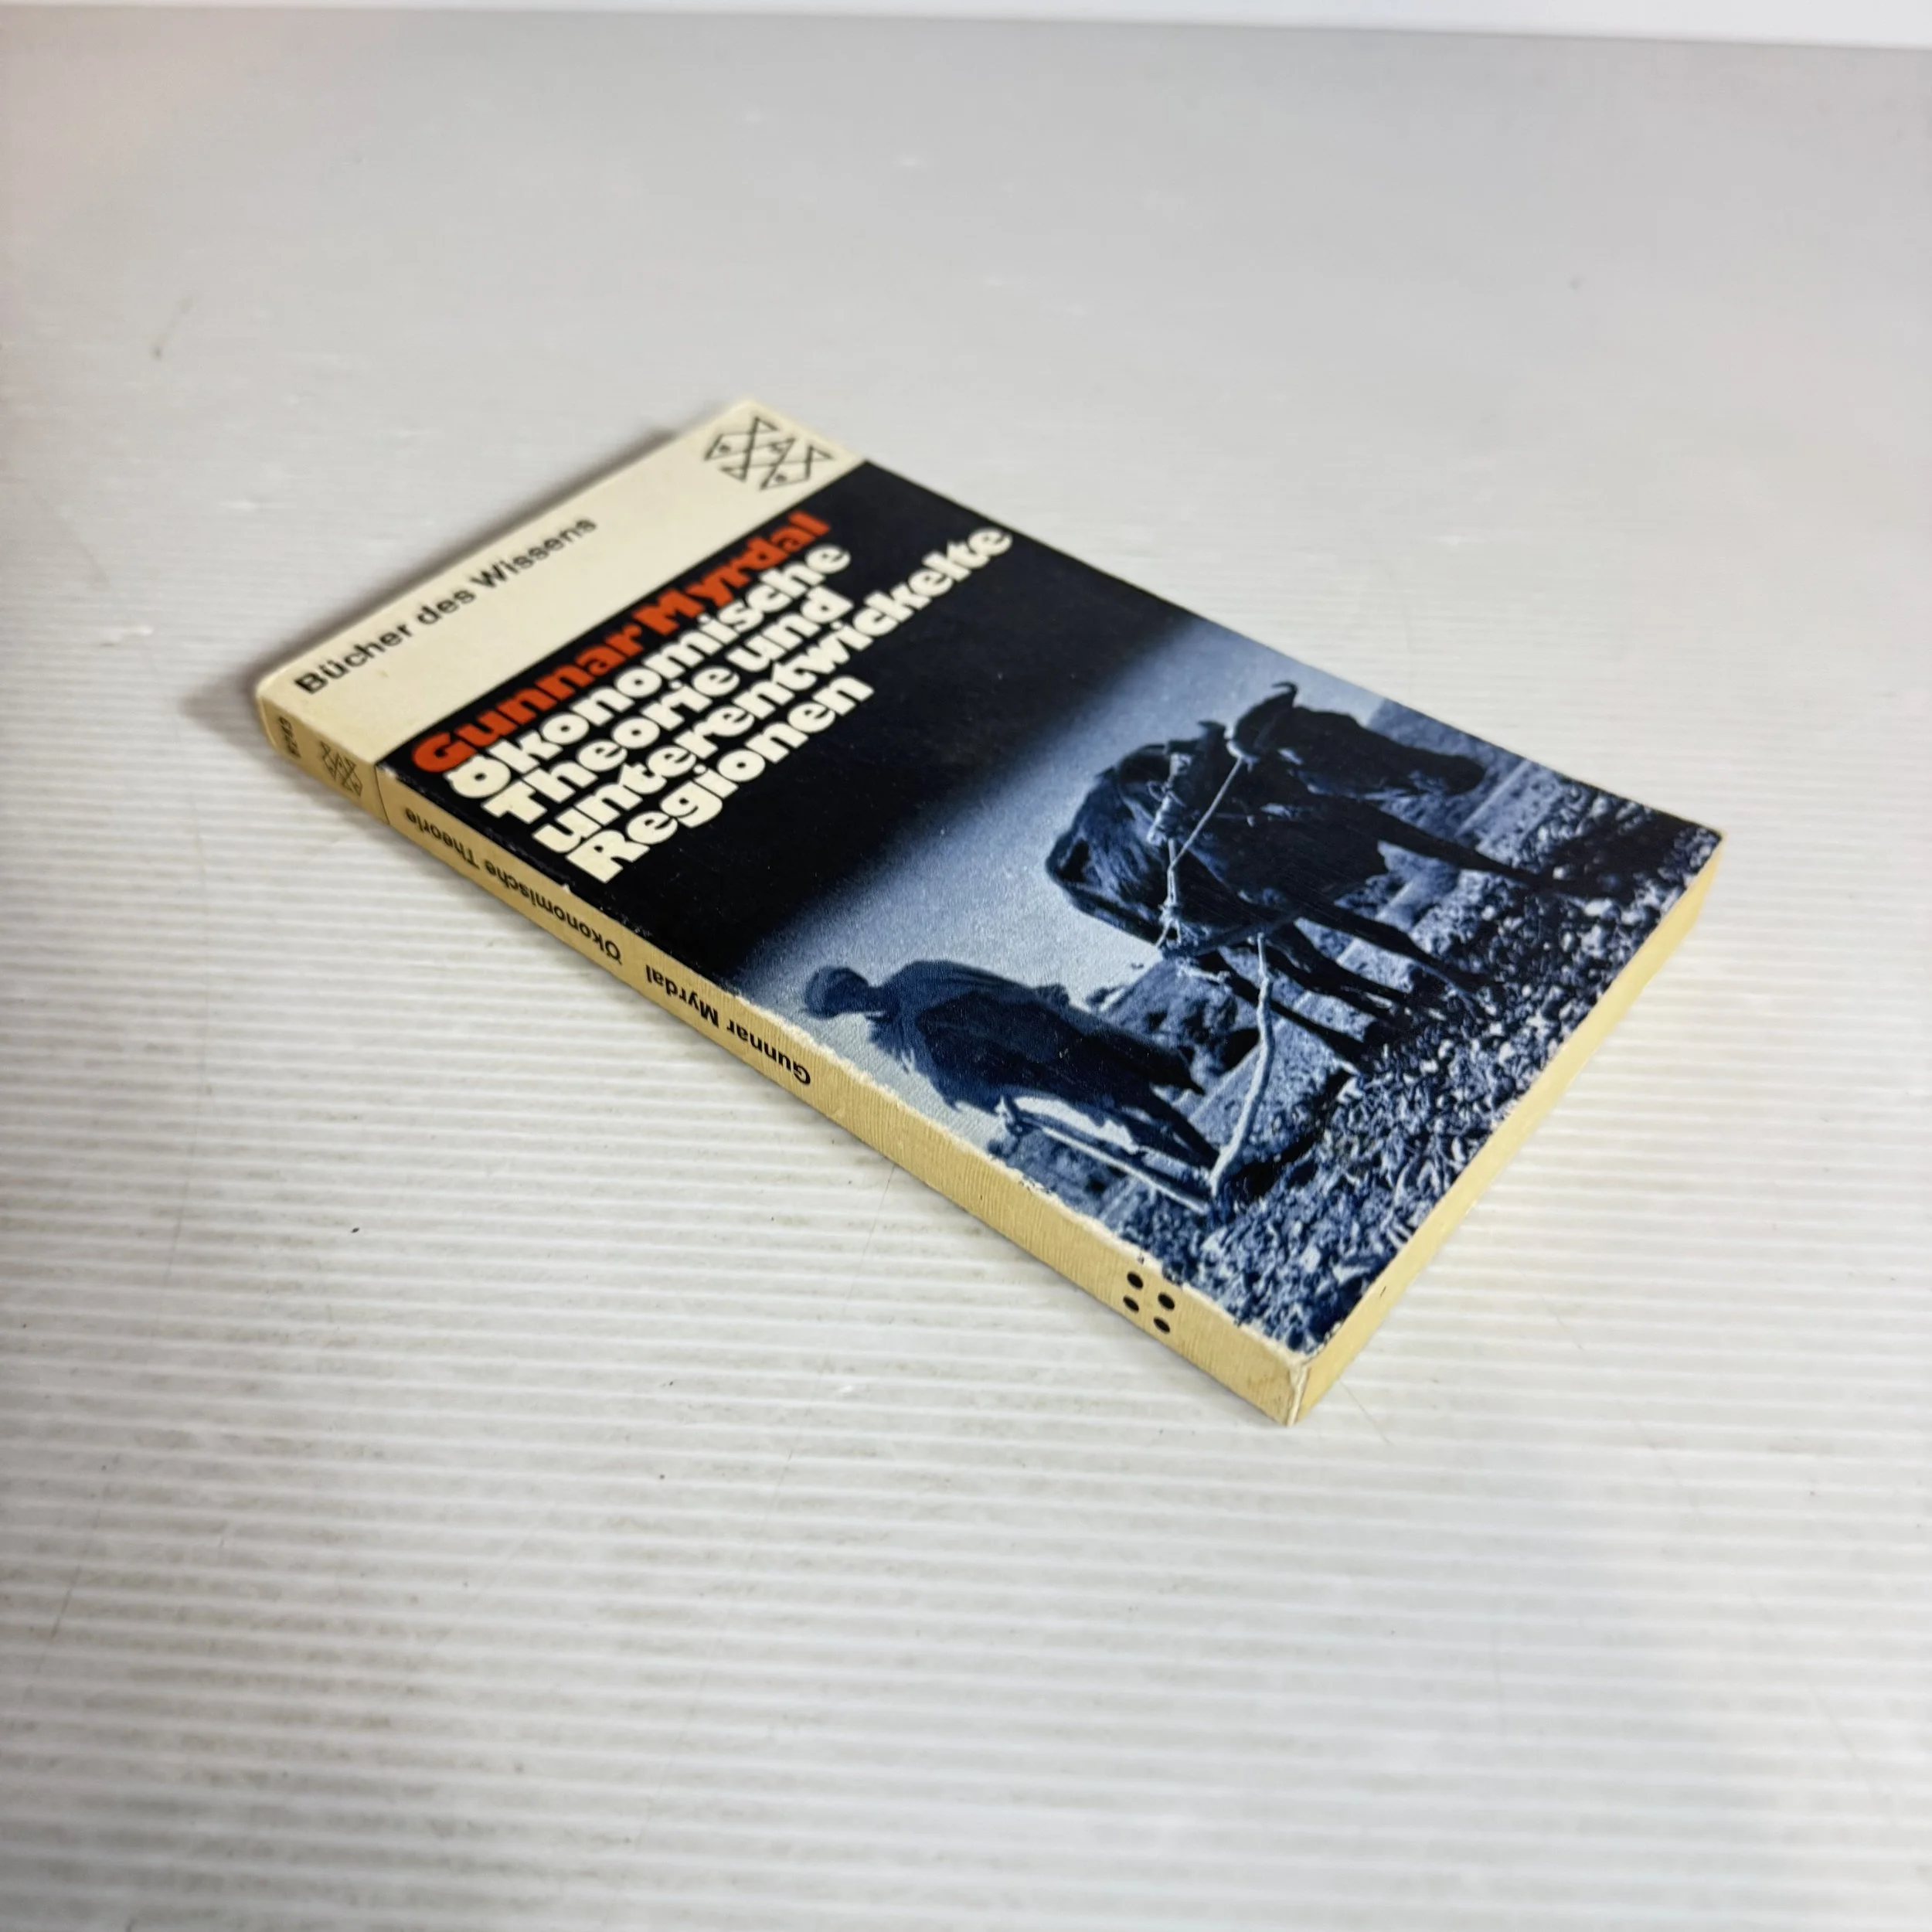 Bücher des Wissens
Gunnar Myrdal
Ökonomische
Theorie und
unterentwickelte
Regionen
Gunnar Myrdal Ökonomische Theorie